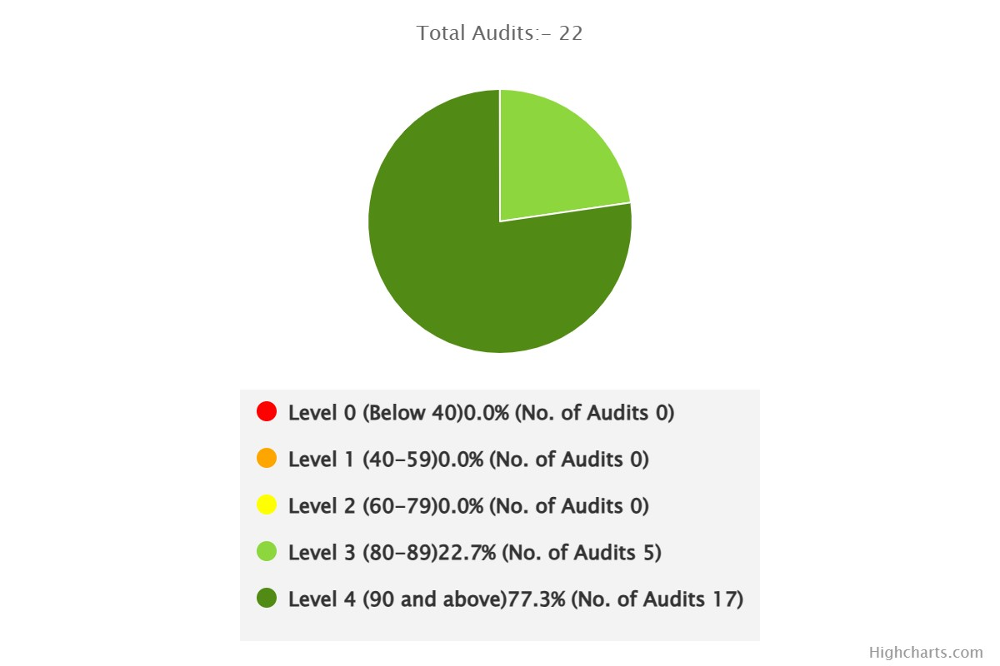 Total Audits:- 22
Level 0 (Below 40)0.0% (No. of Audits 0)
Level 1 (40-59)0.0% (No. of Audits 0)
Level 2 (60-79)0.0% (No. of Audits 0)
Level 3 (80-89)22.7% (No. of Audits 5)
Level 4 (90 and above)77.3% (No. of Audits 17)
Highcharts.com